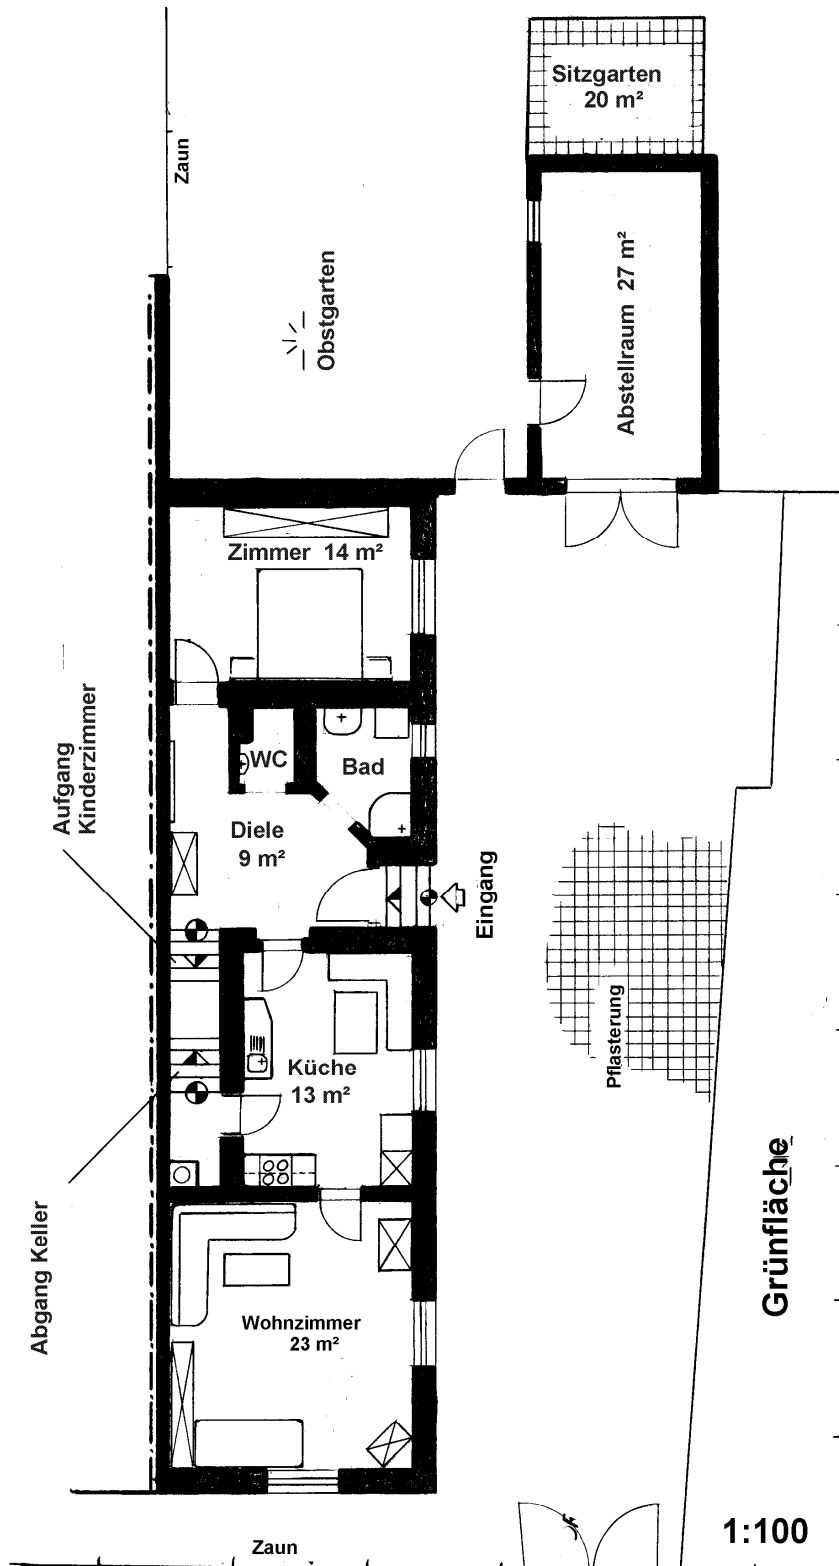 Sitzgarten
20 m²
Zaun
Obstgarten
Abstellraum 27 m²
Zimmer 14 m²
Aufgang
Kinderzimmer
WC
Bad
Diele
9 m²
Eingang
Pflasterung
Küche
13 m²
Grünfläche
Abgang Keller
Wohnzimmer
23 m²
1:100
Zaun